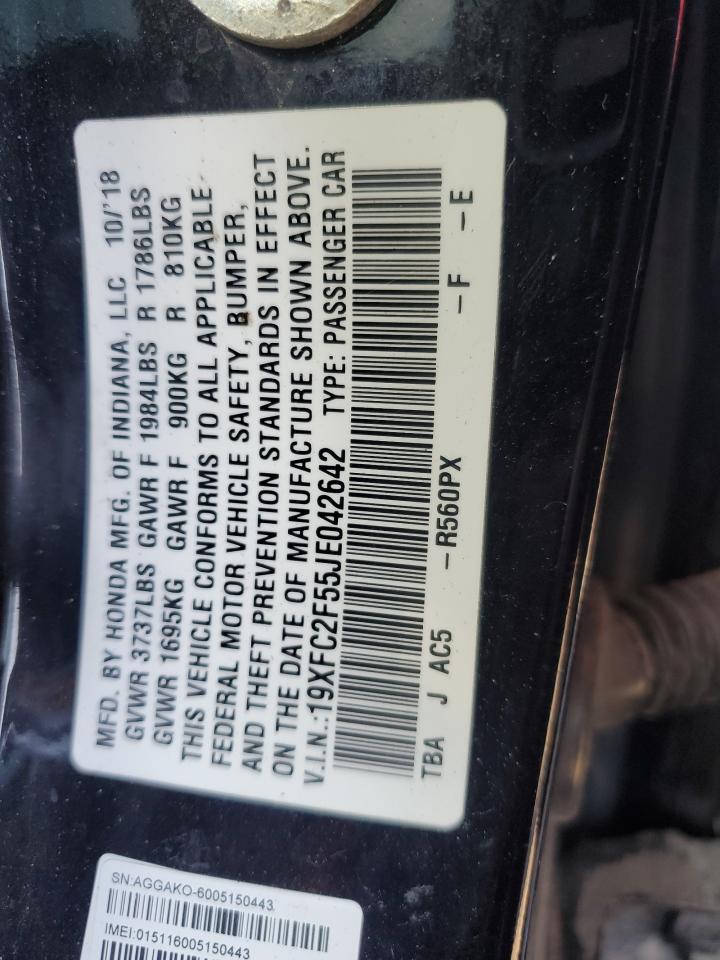 MFD. BY HONDA MFG. OF INDIANA, LLC 10/'18
GVWR 3737LBS GAWR F 1984LBS R 1786LBS
GVWR 1695KG GAWR F 900KG R 810KG
THIS VEHICLE CONFORMS TO ALL APPLICABLE
FEDERAL MOTOR VEHICLE SAFETY, BUMPER,
AND THEFT PREVENTION STANDARDS IN EFFECT
ON THE DATE OF MANUFACTURE SHOWN ABOVE.
V.I.N.:19XFC2F55JE042642 TYPE: PASSENGER CAR
TBA J AC5 -R560PX -F -E
SN:AGGAKO-6005150443
IMEI:015116005150443